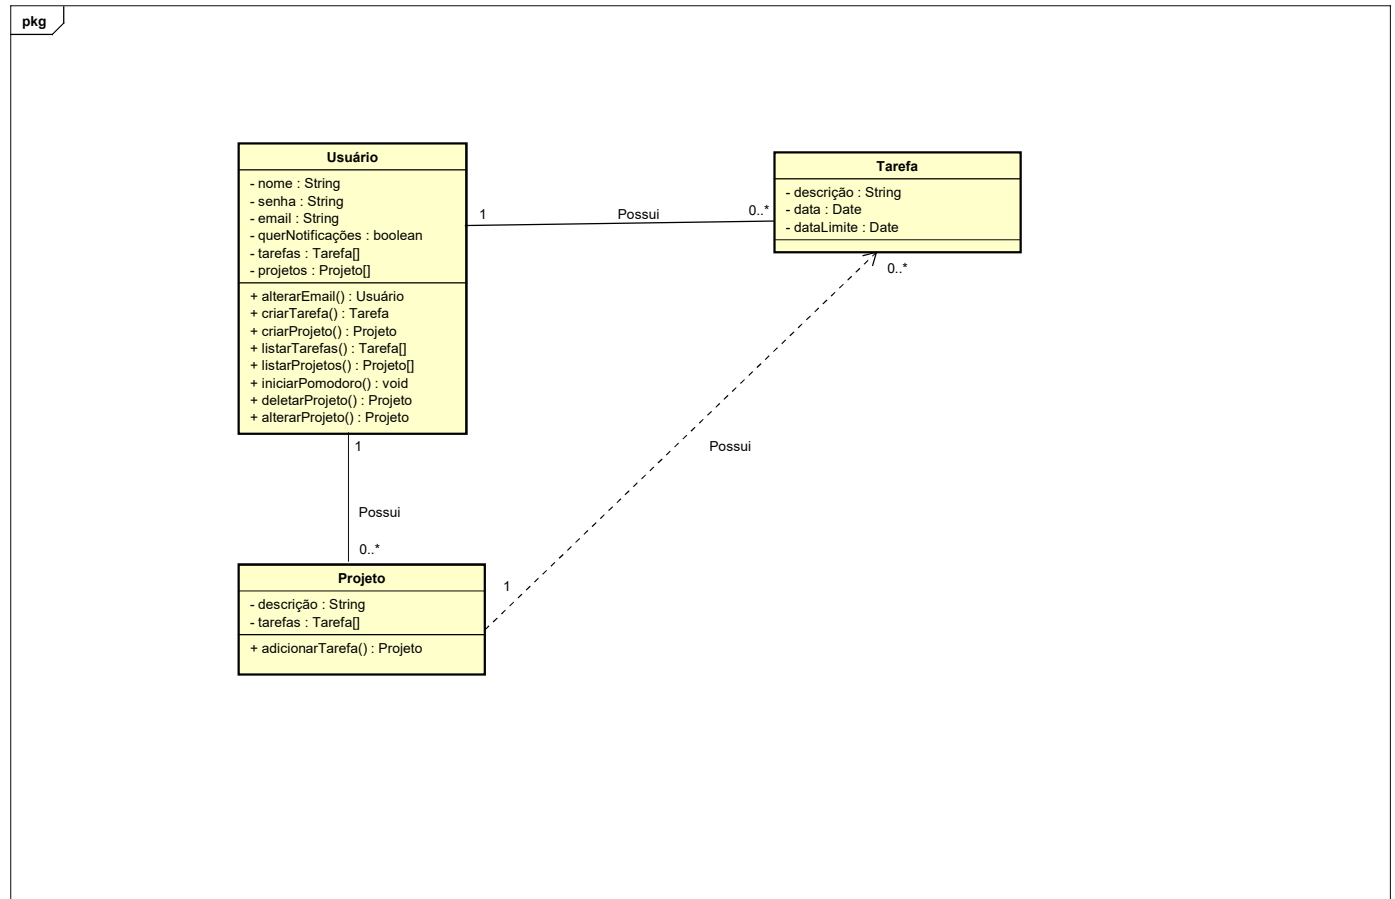 pkg
Usuário
- nome : String
- senha : String
- email : String
- querNotificações : boolean
- tarefas : Tarefa[]
- projetos : Projeto[]
+ alterarEmail() : Usuário
+ criarTarefa() : Tarefa
+ criarProjeto() : Projeto
+ listarTarefas() : Tarefa[]
+ listarProjetos() : Projeto[]
+ iniciarPomodoro() : void
+ deletarProjeto() : Projeto
+ alterarProjeto() : Projeto
1
Possui
0..*
Tarefa
- descrição : String
- data : Date
- dataLimite : Date
0..*
Possui
1
1
Possui
0..*
Projeto
- descrição : String
- tarefas : Tarefa[]
+ adicionarTarefa() : Projeto